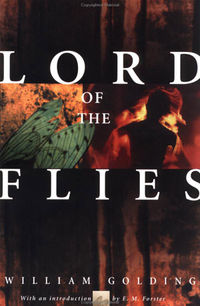 LORD
OF
THE
FLIES
WILLIAM GOLDING
With an introduction by E. M. Forster